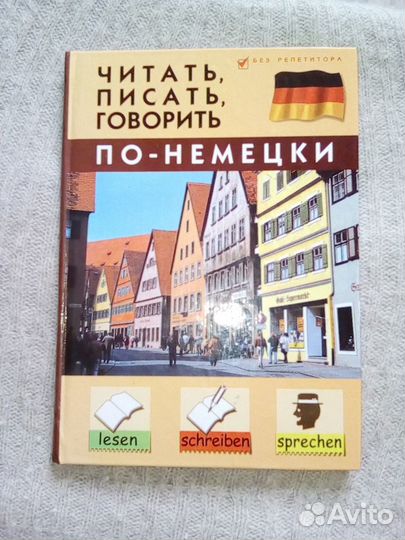 БЕЗ РЕПЕТИТОРА
ЧИТАТЬ,
ПИСАТЬ,
ГОВОРИТЬ
ПО-НЕМЕЦКИ
lesen
schreiben
sprechen
Avito